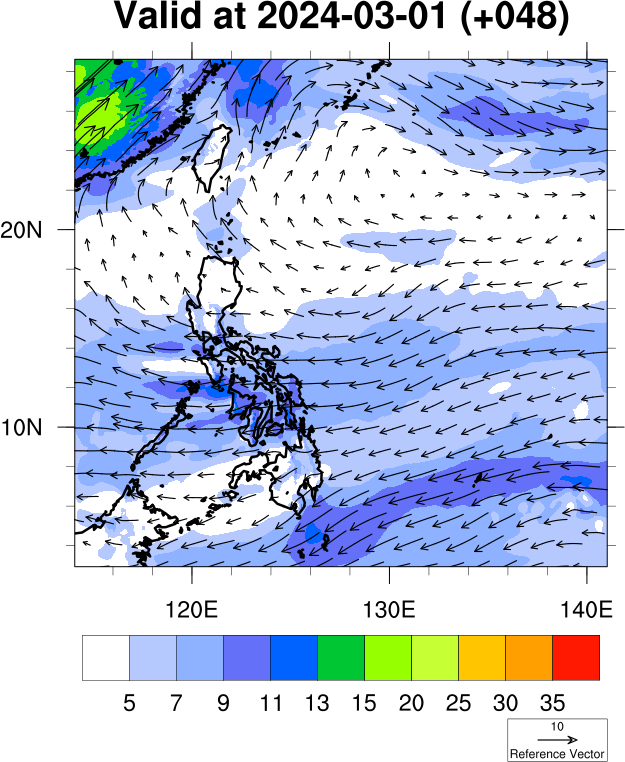 Valid at 2024-03-01 (+048)
20N
10N
120E 130E 140E
5 7 9 11 13 15 20 25 30 35
10
Reference Vector